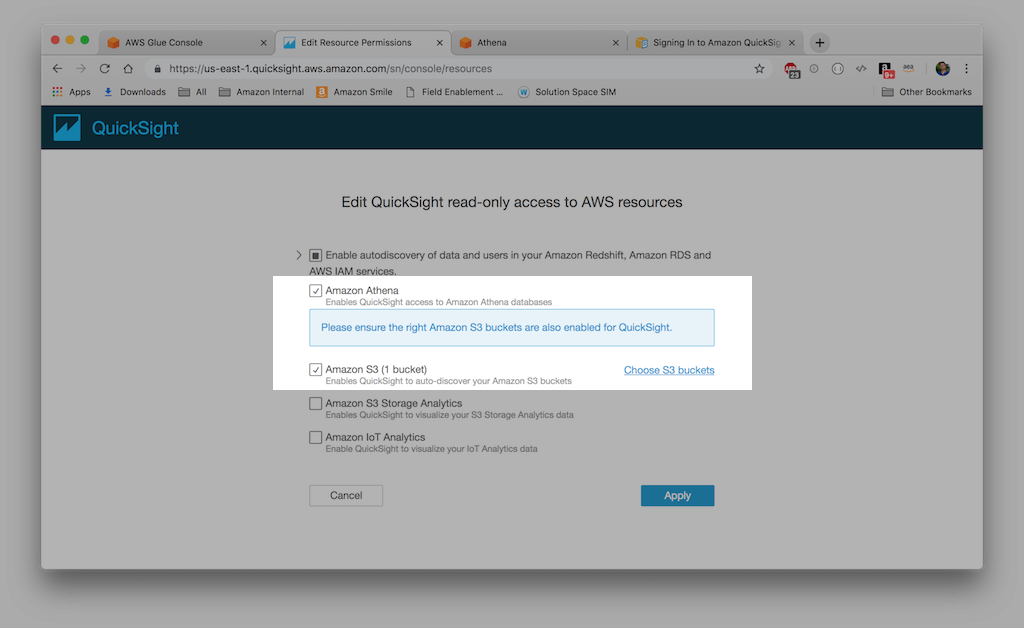 AWS Glue Console
Edit Resource Permissions
Athena
Signing In to Amazon QuickSig
https://us-east-1.quicksight.aws.amazon.com/sn/console/resources
23
9+
aea
Apps
Downloads
All
Amazon Internal
Amazon Smile
Field Enablement ...
Solution Space SIM
Other Bookmarks
QuickSight
Edit QuickSight read-only access to AWS resources
Enable autodiscovery of data and users in your Amazon Redshift, Amazon RDS and
AWS IAM services.
Amazon Athena
Enables QuickSight access to Amazon Athena databases
Please ensure the right Amazon S3 buckets are also enabled for QuickSight.
Amazon S3 (1 bucket)
Choose S3 buckets
Enables QuickSight to auto-discover your Amazon S3 buckets
Amazon S3 Storage Analytics
Enables QuickSight to visualize your S3 Storage Analytics data
Amazon IoT Analytics
Enable QuickSight to visualize your IoT Analytics data
Cancel
Apply